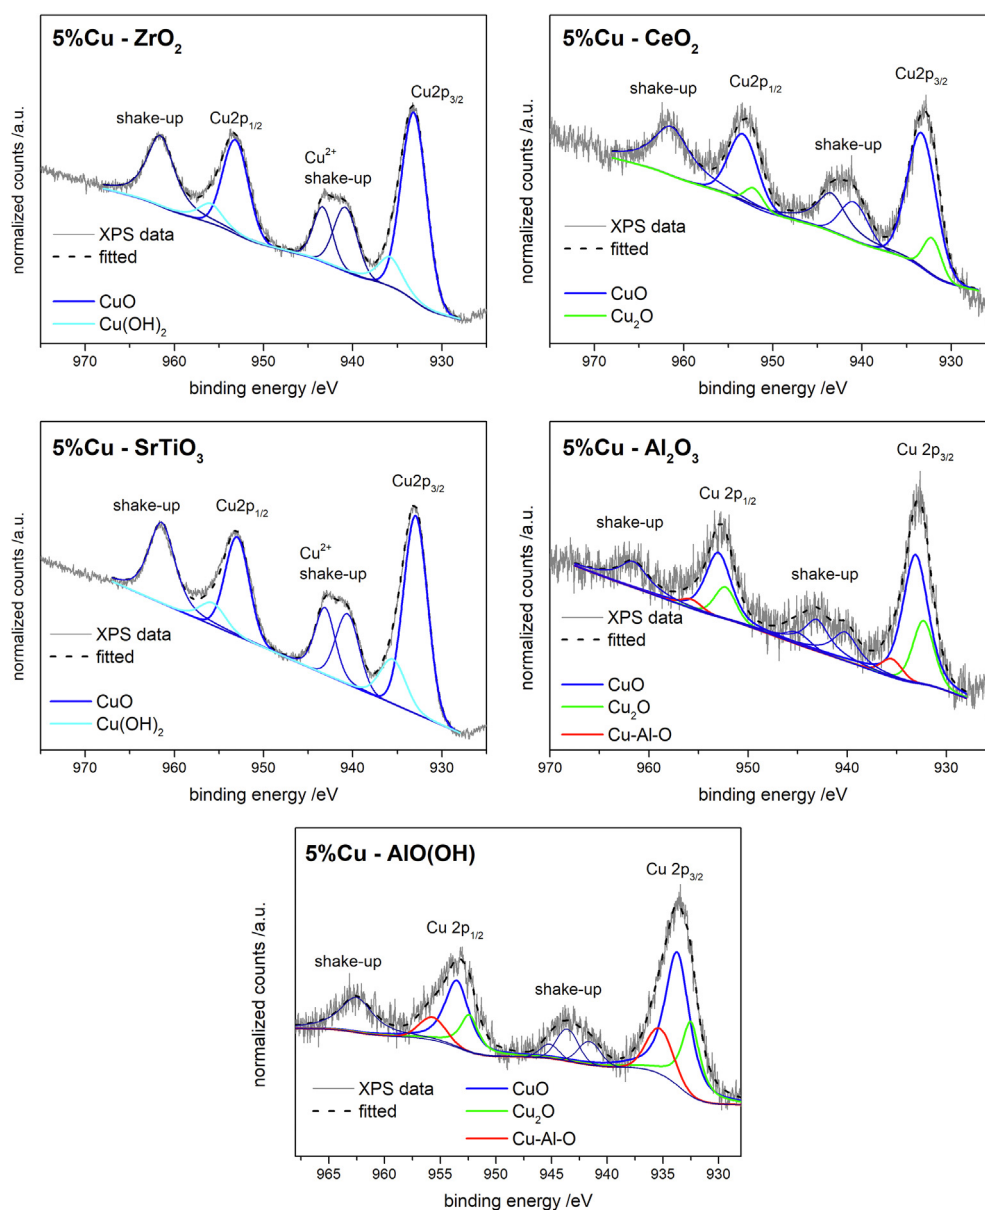 5%Cu - ZrO₂
Cu2p₃/₂
shake-up
Cu2p₁/₂
Cu²⁺
shake-up
XPS data
fitted
CuO
Cu(OH)₂
normalized counts /a.u.
970 960 950 940 930
binding energy /eV
5%Cu - CeO₂
Cu2p₃/₂
shake-up
Cu2p₁/₂
shake-up
XPS data
fitted
CuO
Cu₂O
normalized counts /a.u.
970 960 950 940 930
binding energy /eV
5%Cu - SrTiO₃
Cu2p₃/₂
shake-up
Cu2p₁/₂
Cu²⁺
shake-up
XPS data
fitted
CuO
Cu(OH)₂
normalized counts /a.u.
970 960 950 940 930
binding energy /eV
5%Cu - Al₂O₃
Cu 2p₃/₂
Cu 2p₁/₂
shake-up
shake-up
XPS data
fitted
CuO
Cu₂O
Cu-Al-O
normalized counts /a.u.
970 960 950 940 930
binding energy /eV
5%Cu - AlO(OH)
Cu 2p₃/₂
Cu 2p₁/₂
shake-up
shake-up
XPS data
fitted
CuO
Cu₂O
Cu-Al-O
normalized counts /a.u.
965 960 955 950 945 940 935 930
binding energy /eV